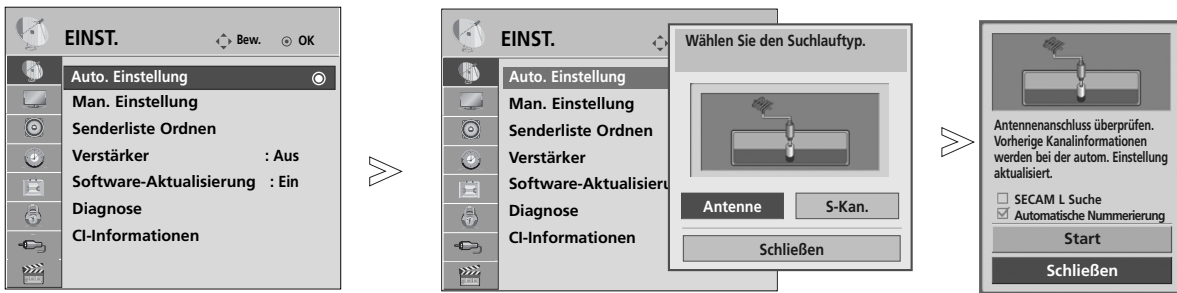 EINST. Bew. OK
Auto. Einstellung
Man. Einstellung
Senderliste Ordnen
Verstärker : Aus
Software-Aktualisierung : Ein
Diagnose
CI-Informationen
EINST.
Auto. Einstellung
Man. Einstellung
Senderliste Ordnen
Verstärker
Software-Aktualisieru
Diagnose
CI-Informationen
Wählen Sie den Suchlauftyp.
Antenne S-Kan.
Schließen
Antennenanschluss überprüfen.
Vorherige Kanalinformationen
werden bei der autom. Einstellung
aktualisiert.
SECAM L Suche
Automatische Nummerierung
Start
Schließen